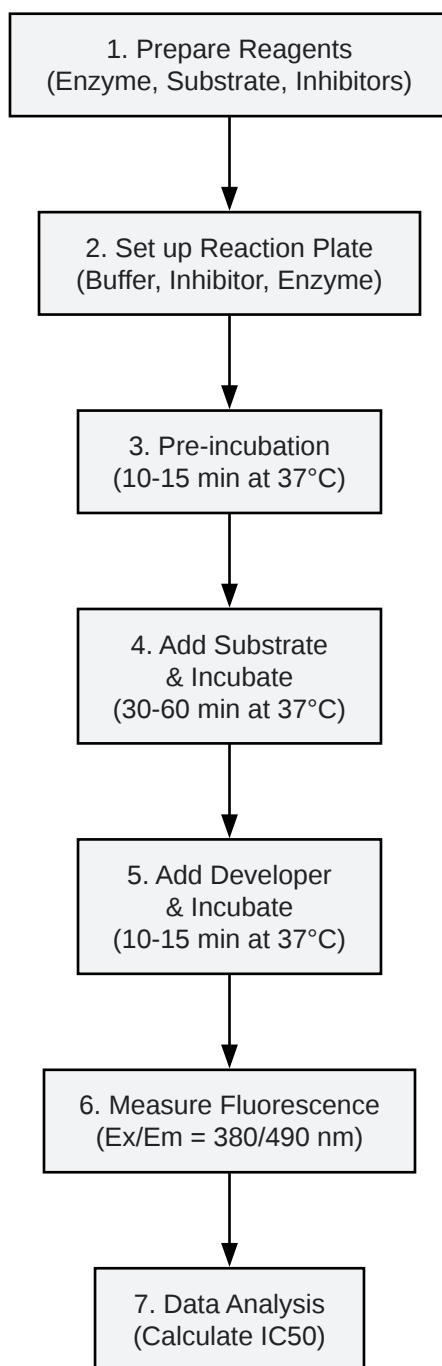 1. Prepare Reagents
(Enzyme, Substrate, Inhibitors)
2. Set up Reaction Plate
(Buffer, Inhibitor, Enzyme)
3. Pre-incubation
(10-15 min at 37°C)
4. Add Substrate
& Incubate
(30-60 min at 37°C)
5. Add Developer
& Incubate
(10-15 min at 37°C)
6. Measure Fluorescence
(Ex/Em = 380/490 nm)
7. Data Analysis
(Calculate IC50)